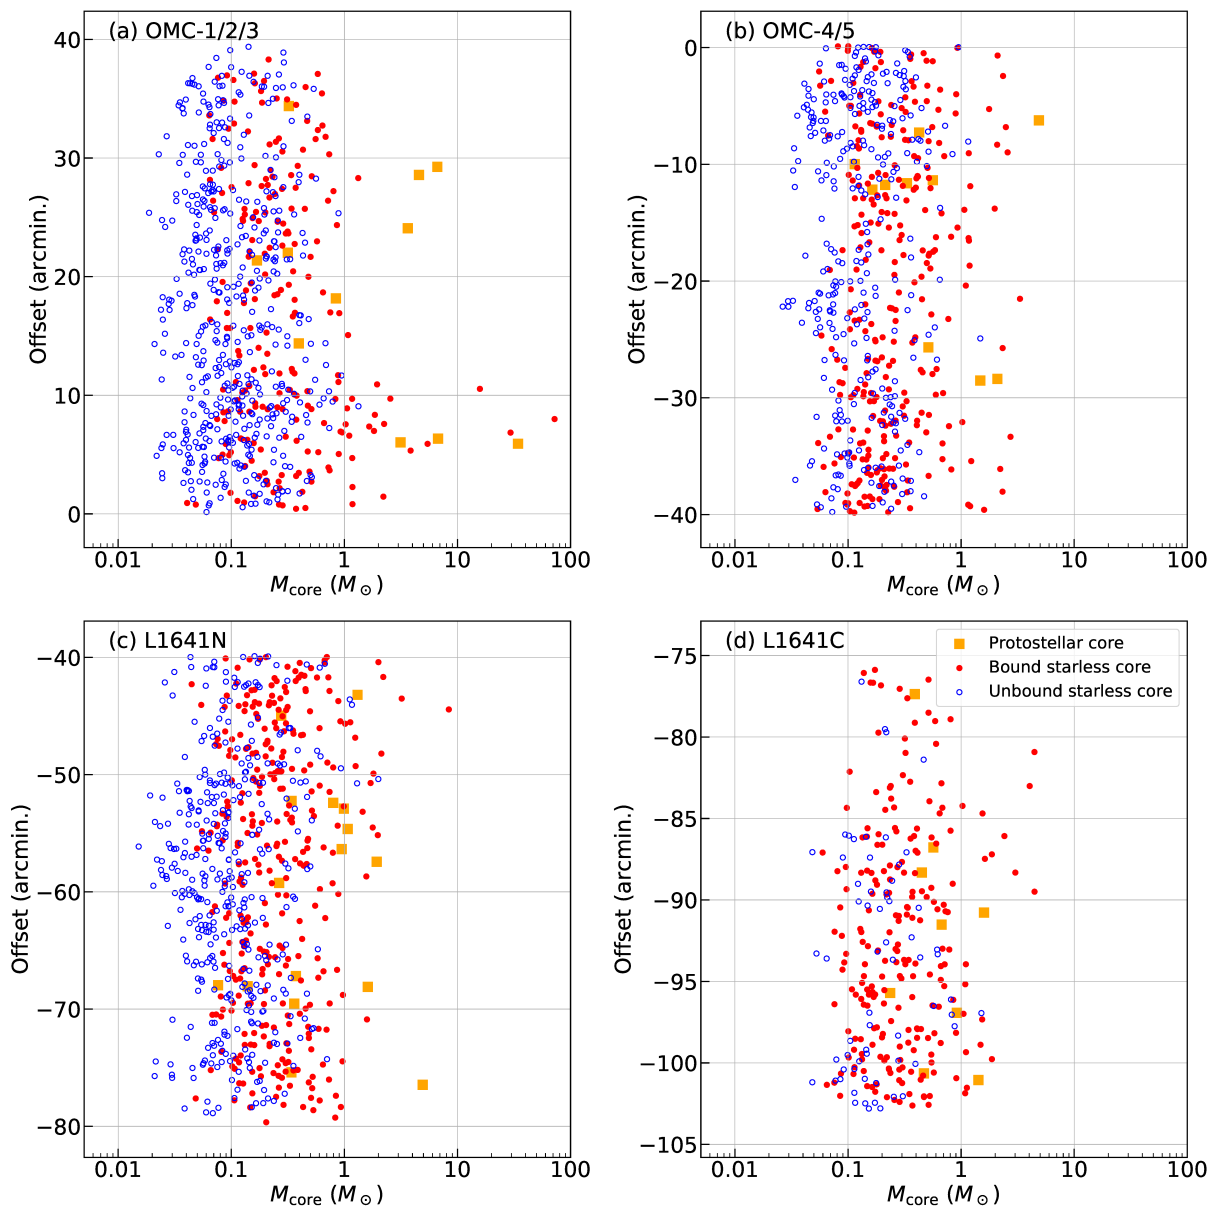 (a) OMC-1/2/3
40
30
20
10
0
Offset (arcmin.)
0.01 0.1 1 10 100
M_core (M_⊙)
(b) OMC-4/5
0
−10
−20
−30
−40
Offset (arcmin.)
0.01 0.1 1 10 100
M_core (M_⊙)
(c) L1641N
−40
−50
−60
−70
−80
Offset (arcmin.)
0.01 0.1 1 10 100
M_core (M_⊙)
(d) L1641C
Protostellar core
Bound starless core
Unbound starless core
−75
−80
−85
−90
−95
−100
−105
Offset (arcmin.)
0.01 0.1 1 10 100
M_core (M_⊙)